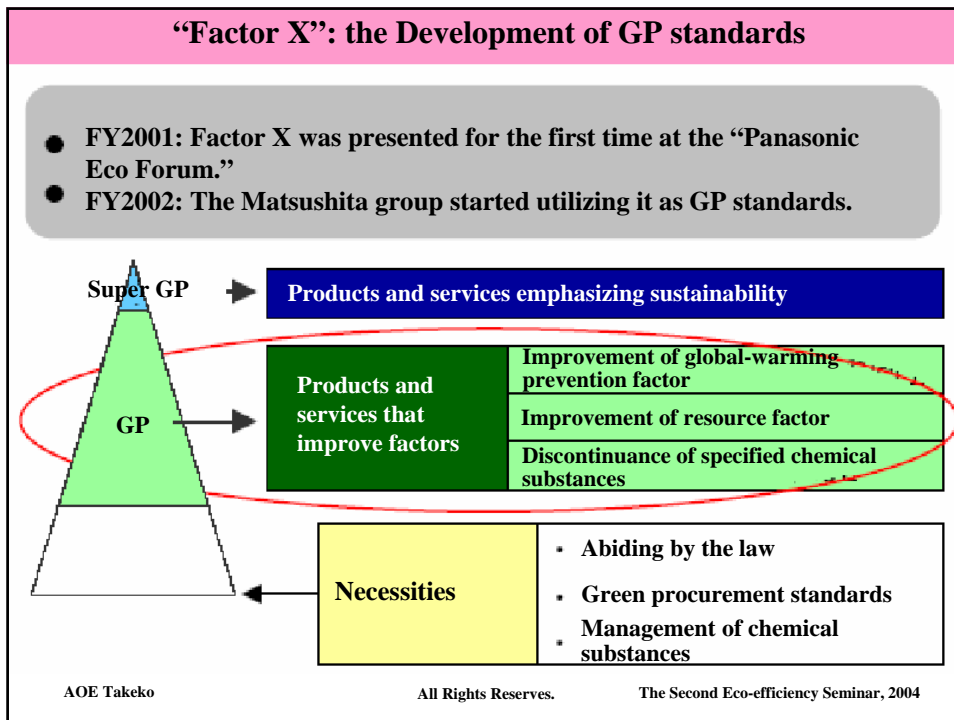 “Factor X”: the Development of GP standards
● FY2001: Factor X was presented for the first time at the “Panasonic
Eco Forum.”
● FY2002: The Matsushita group started utilizing it as GP standards.
Super GP
Products and services emphasizing sustainability
GP
Products and
services that
improve factors
Improvement of global-warming
prevention factor
Improvement of resource factor
Discontinuance of specified chemical
substances
Necessities
▪ Abiding by the law
▪ Green procurement standards
▪ Management of chemical
substances
AOE Takeko
All Rights Reserves.
The Second Eco-efficiency Seminar, 2004